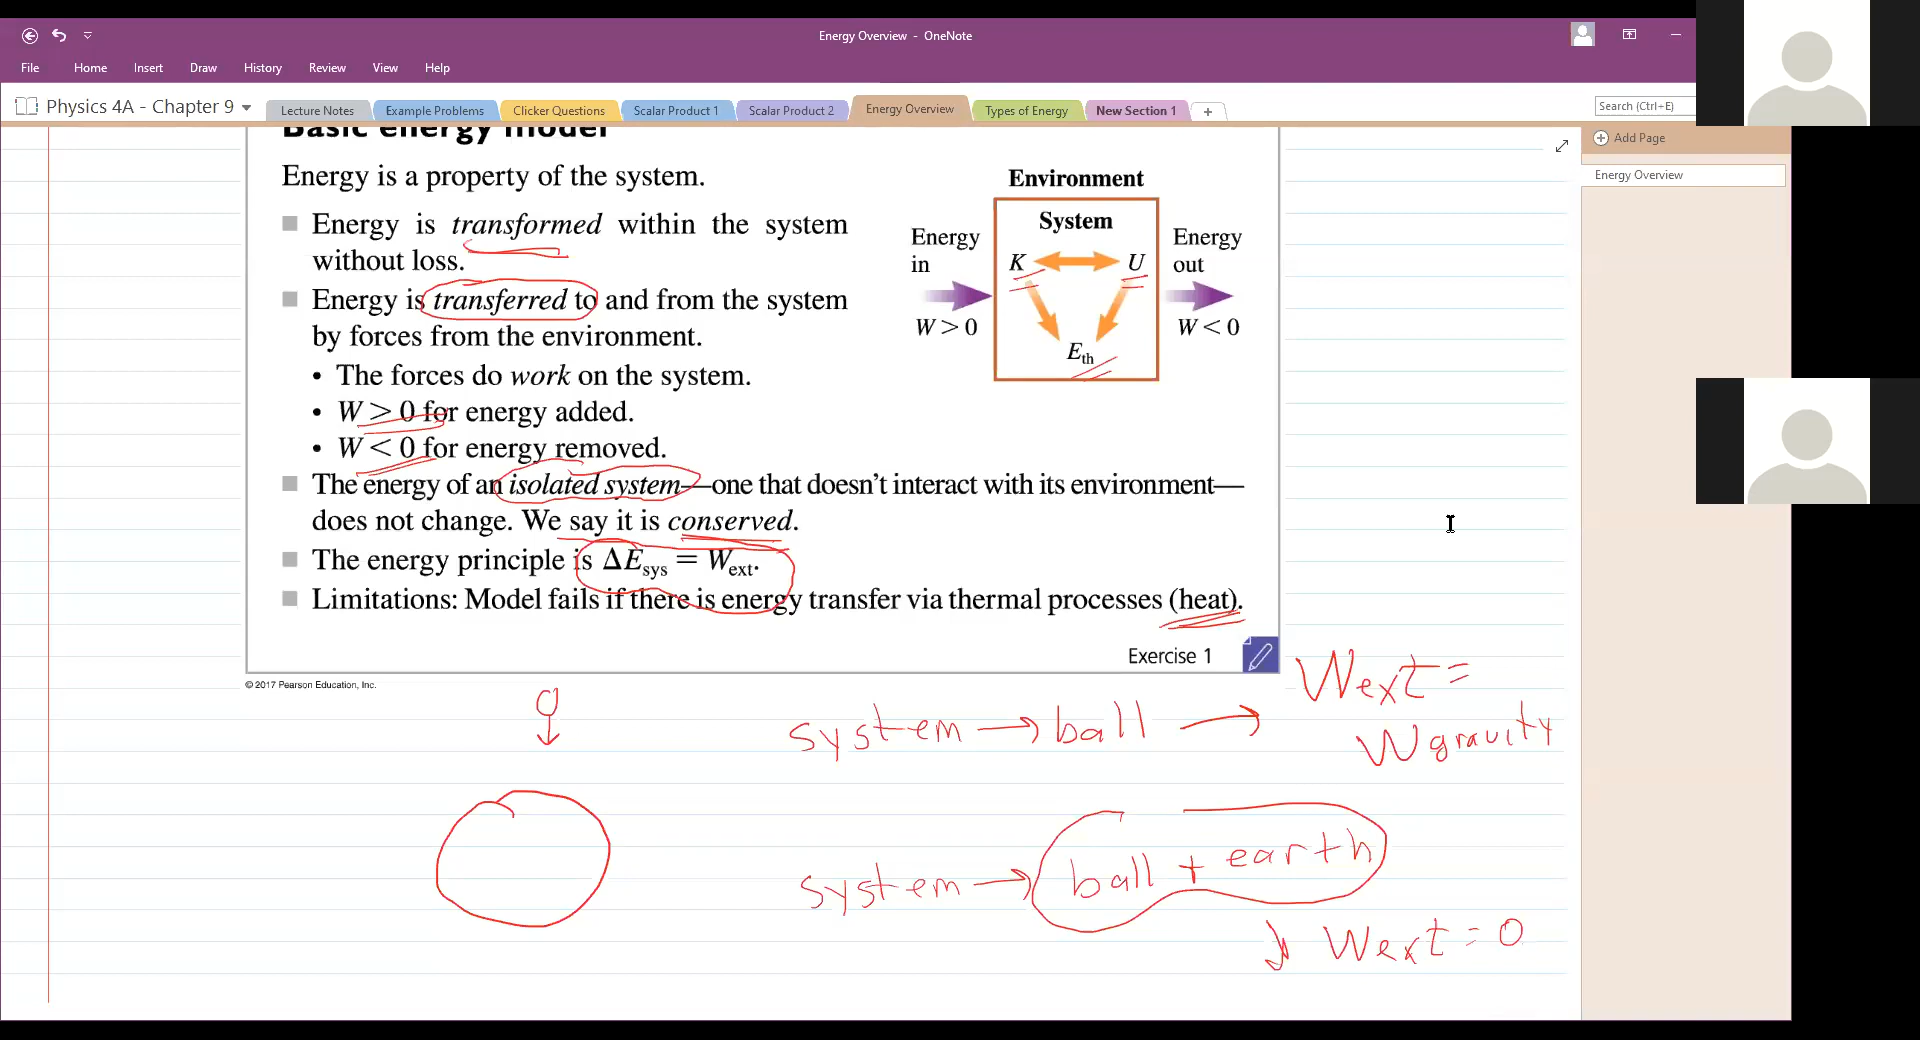 Energy Overview - OneNote
File Home Insert Draw History Review View Help
Physics 4A - Chapter 9
Lecture Notes Example Problems Clicker Questions Scalar Product 1 Scalar Product 2 Energy Overview Types of Energy New Section 1 +
Search (Ctrl+E)
Add Page
Energy Overview
Basic energy model
Energy is a property of the system.
■ Energy is transformed within the system
without loss.
■ Energy is transferred to and from the system
by forces from the environment.
• The forces do work on the system.
• W > 0 for energy added.
• W < 0 for energy removed.
Environment
System
Energy
in
K
U
Energy
out
W > 0
W < 0
Eth
■ The energy of an isolated system—one that doesn't interact with its environment—
does not change. We say it is conserved.
■ The energy principle is ΔEsys = Wext.
■ Limitations: Model fails if there is energy transfer via thermal processes (heat).
Exercise 1
© 2017 Pearson Education, Inc.
system → ball →
Wext =
Wgravity
system → ball + earth
Wext = 0